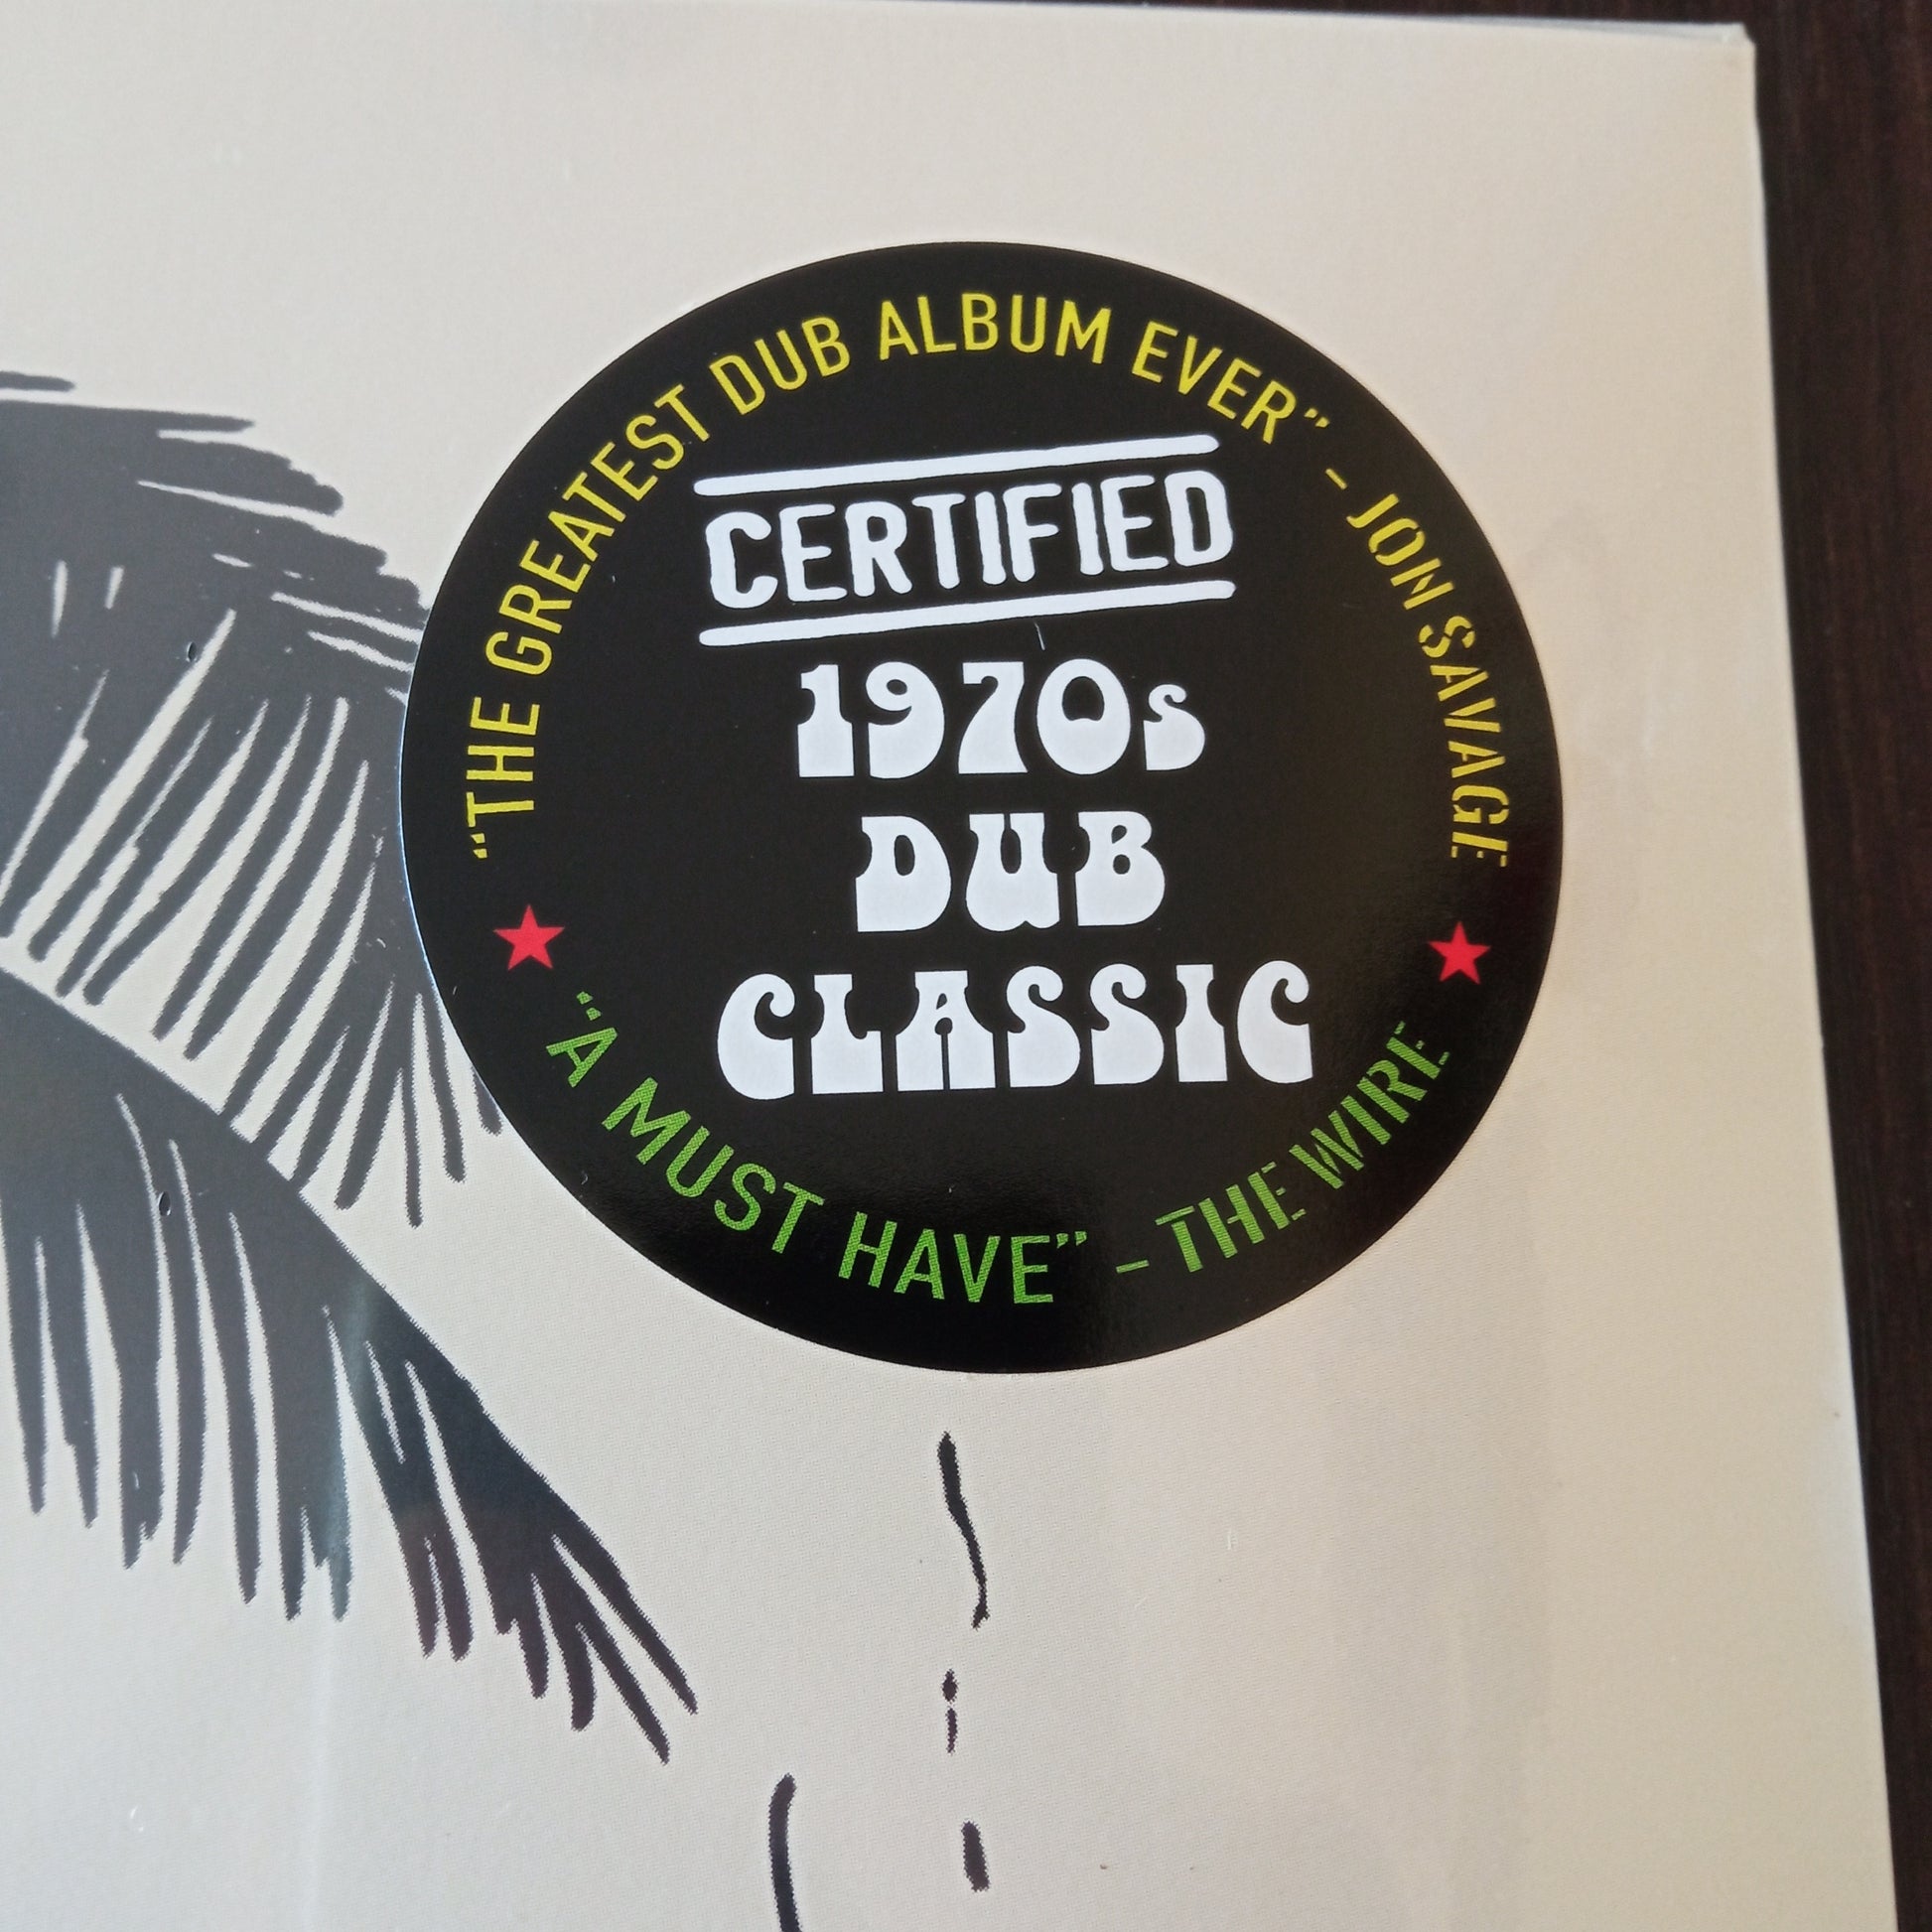 “THE GREATEST DUB ALBUM EVER” – JON SAVAGE
CERTIFIED
1970s
DUB
CLASSIC
“A MUST HAVE” – THE WIRE